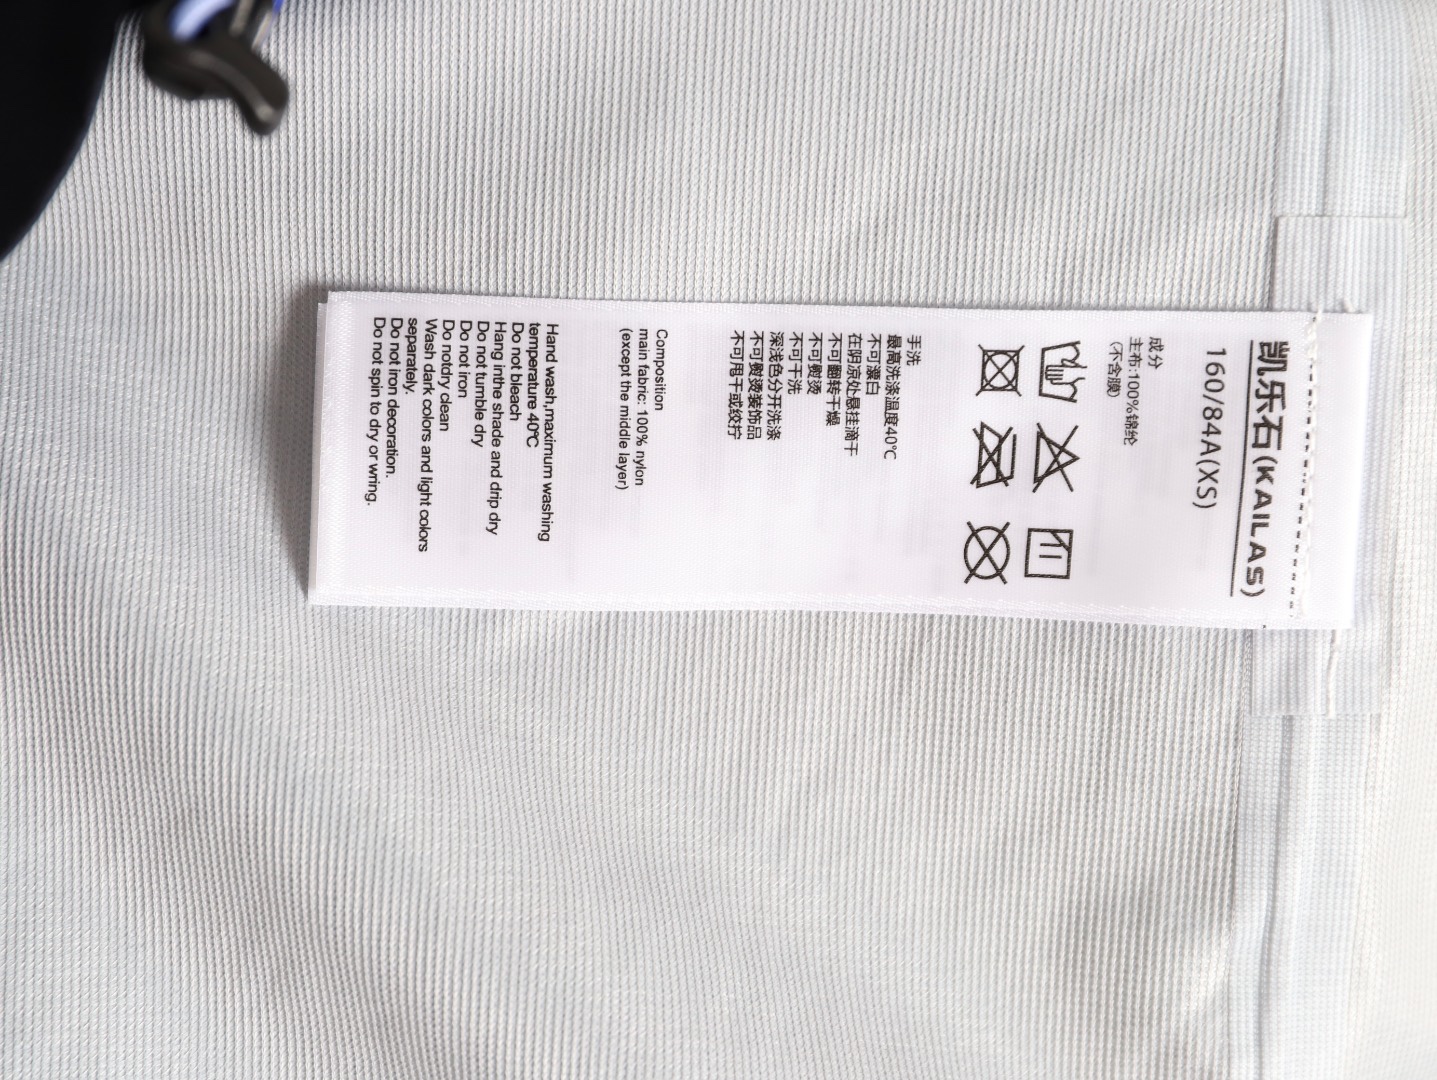 凯乐石(KAILAS)
160/84A(XS)
成分
主布:100%锦纶
(不含膜)
手洗
最高洗涤温度40℃
不可漂白
在阴凉处悬挂滴干
不可翻转干燥
不可熨烫
不可干洗
深浅色分开洗涤
不可熨烫装饰品
不可甩干或绞拧
Composition
main fabric: 100% nylon
(except the middle layer)
Hand wash,maximum washing
temperature 40℃
Do not bleach
Hang inthe shade and drip dry
Do not tumble dry
Do not iron
Do notdry clean
Wash dark colors and light colors
separately.
Do not iron decoration.
Do not spin to dry or wring.